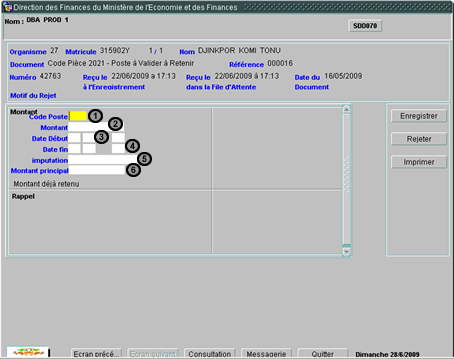 Direction des Finances du Ministère de l'Economie et des Finances
Nom : DBA PROD 1
SDD070
Organisme 27 Matricule 315902Y 1 / 1 Nom DJINKPOR KOMI TONU
Document Code Pièce 2021 - Poste à Valider à Retenir Référence 000016
Numéro 42763 Reçu le 22/06/2009 a 17:13 Reçu le 22/06/2009 à 17:13 Date du 16/05/2009
à l'Enreistrement dans la File d'Attente Document
Motif du Rejet
Montant
Code Poste 1
Montant 2
Date Début 3
Date fin 4
imputation 5
Montant principal 6
Montant déjà retenu
Rappel
Enregistrer
Rejeter
Imprimer
Ecran précé... Ecran suivant Consultation Messagerie Quitter Dimanche 28/6/2009